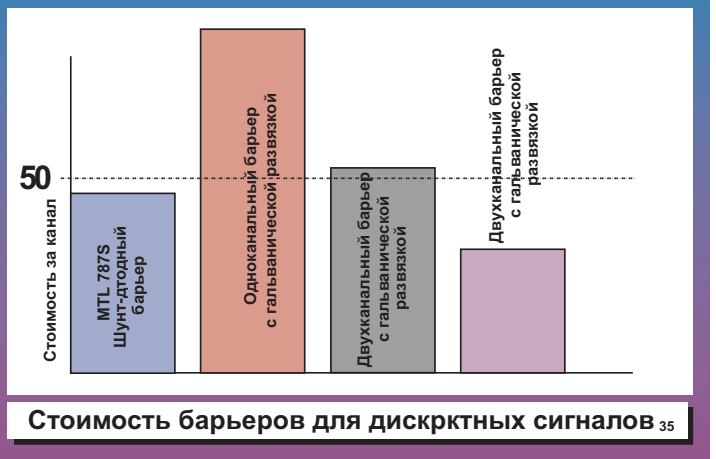 50
Стоимость за канал
MTL 787S
Шунт-дтодный
барьер
Одноканальный барьер
с гальванической развязкой
Двухканальный барьер
с гальванической
развязкой
Двухканальный барьер
с гальванической
развязкой
Стоимость барьеров для дискрктных сигналов 35